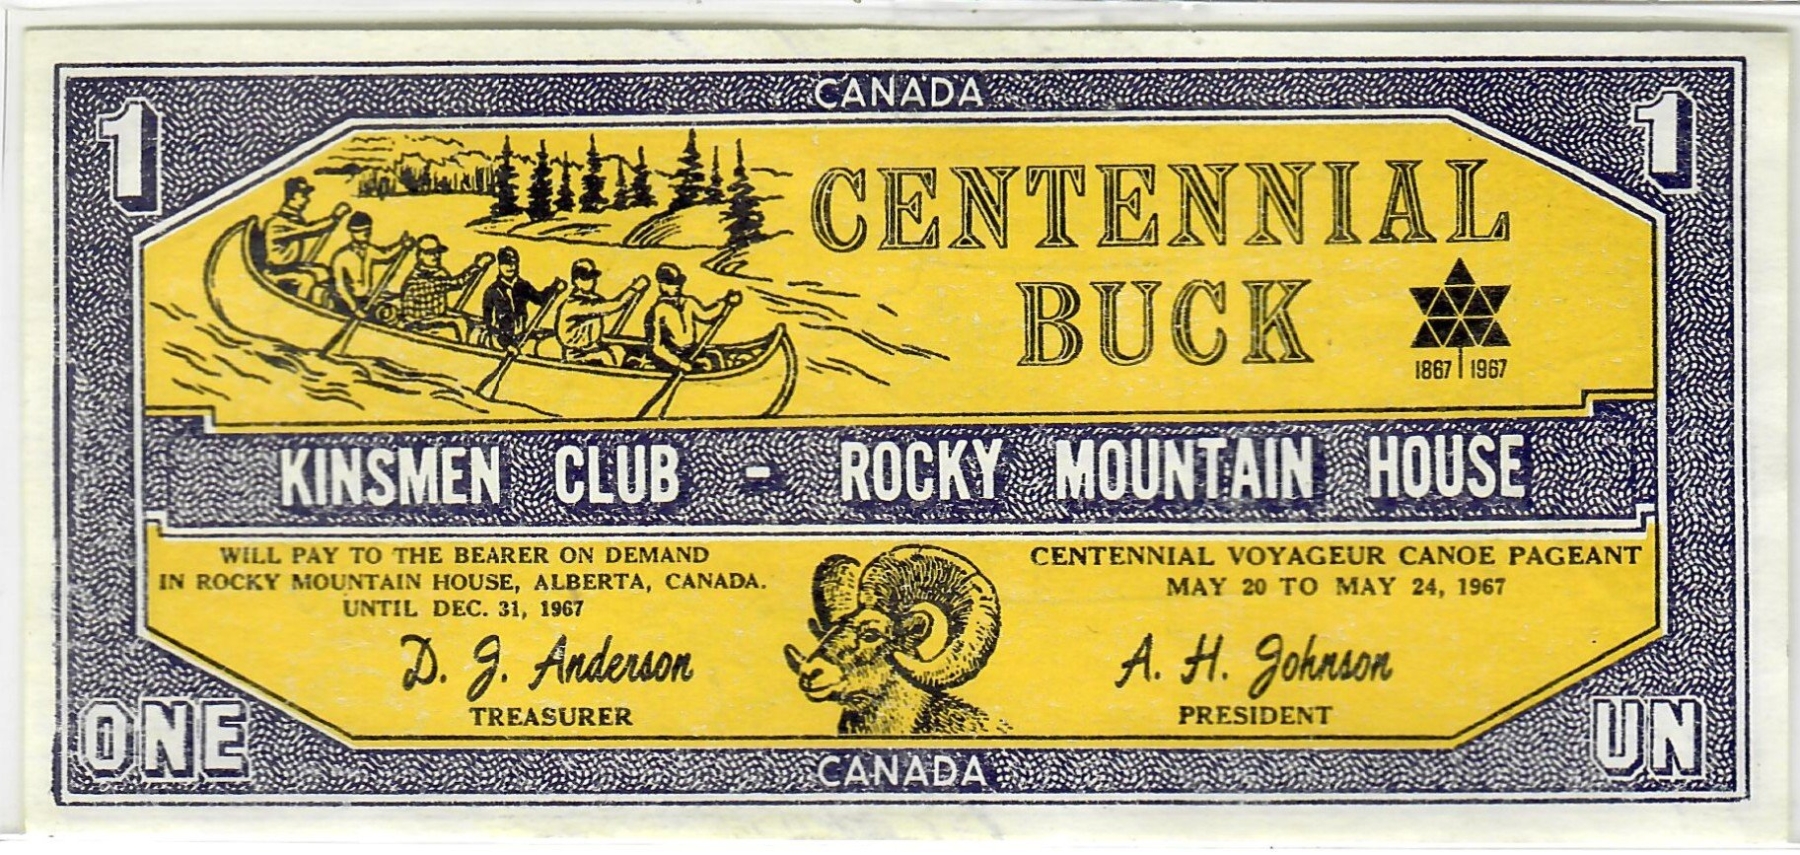 CANADA
1
1
CENTENNIAL
BUCK
1867 1967
KINSMEN CLUB - ROCKY MOUNTAIN HOUSE
WILL PAY TO THE BEARER ON DEMAND
IN ROCKY MOUNTAIN HOUSE, ALBERTA, CANADA.
UNTIL DEC. 31, 1967
D. J. Anderson
TREASURER
CENTENNIAL VOYAGEUR CANOE PAGEANT
MAY 20 TO MAY 24, 1967
A. H. Johnson
PRESIDENT
ONE
UN
CANADA